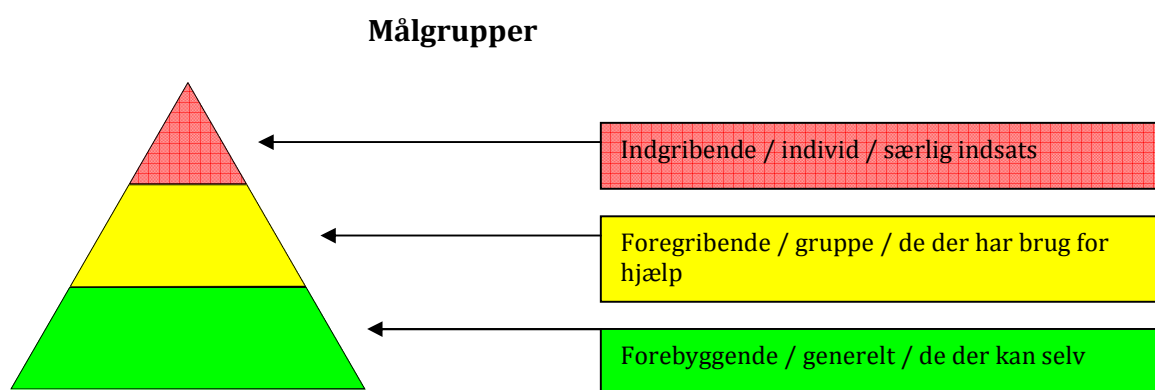 Målgrupper
Indgribende / individ / særlig indsats
Foregribende / gruppe / de der har brug for
hjælp
Forebyggende / generelt / de der kan selv